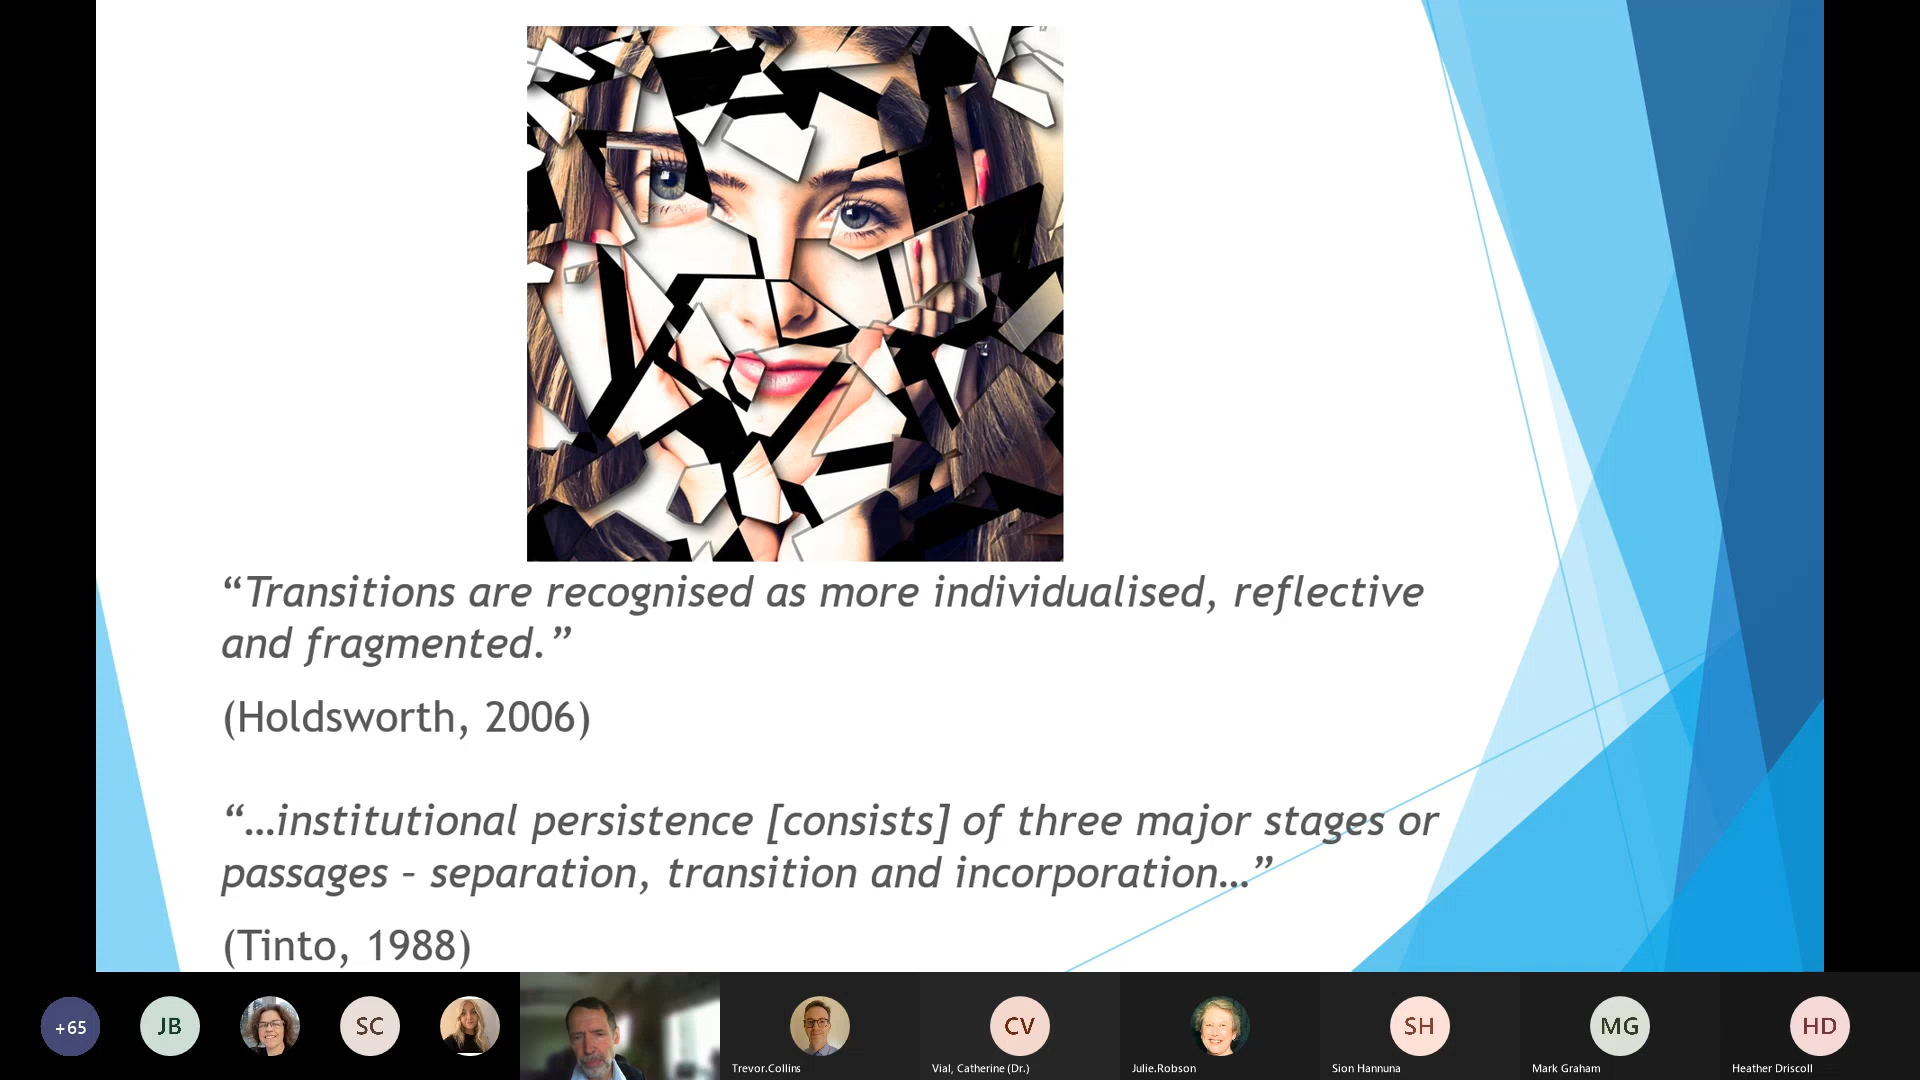 “Transitions are recognised as more individualised, reflective
and fragmented.”
(Holdsworth, 2006)
“…institutional persistence [consists] of three major stages or
passages – separation, transition and incorporation…”
(Tinto, 1988)
+65
JB
SC
CV
SH
MG
HD
Trevor.Collins
Vial, Catherine (Dr.)
Julie.Robson
Sion Hannuna
Mark Graham
Heather Driscoll